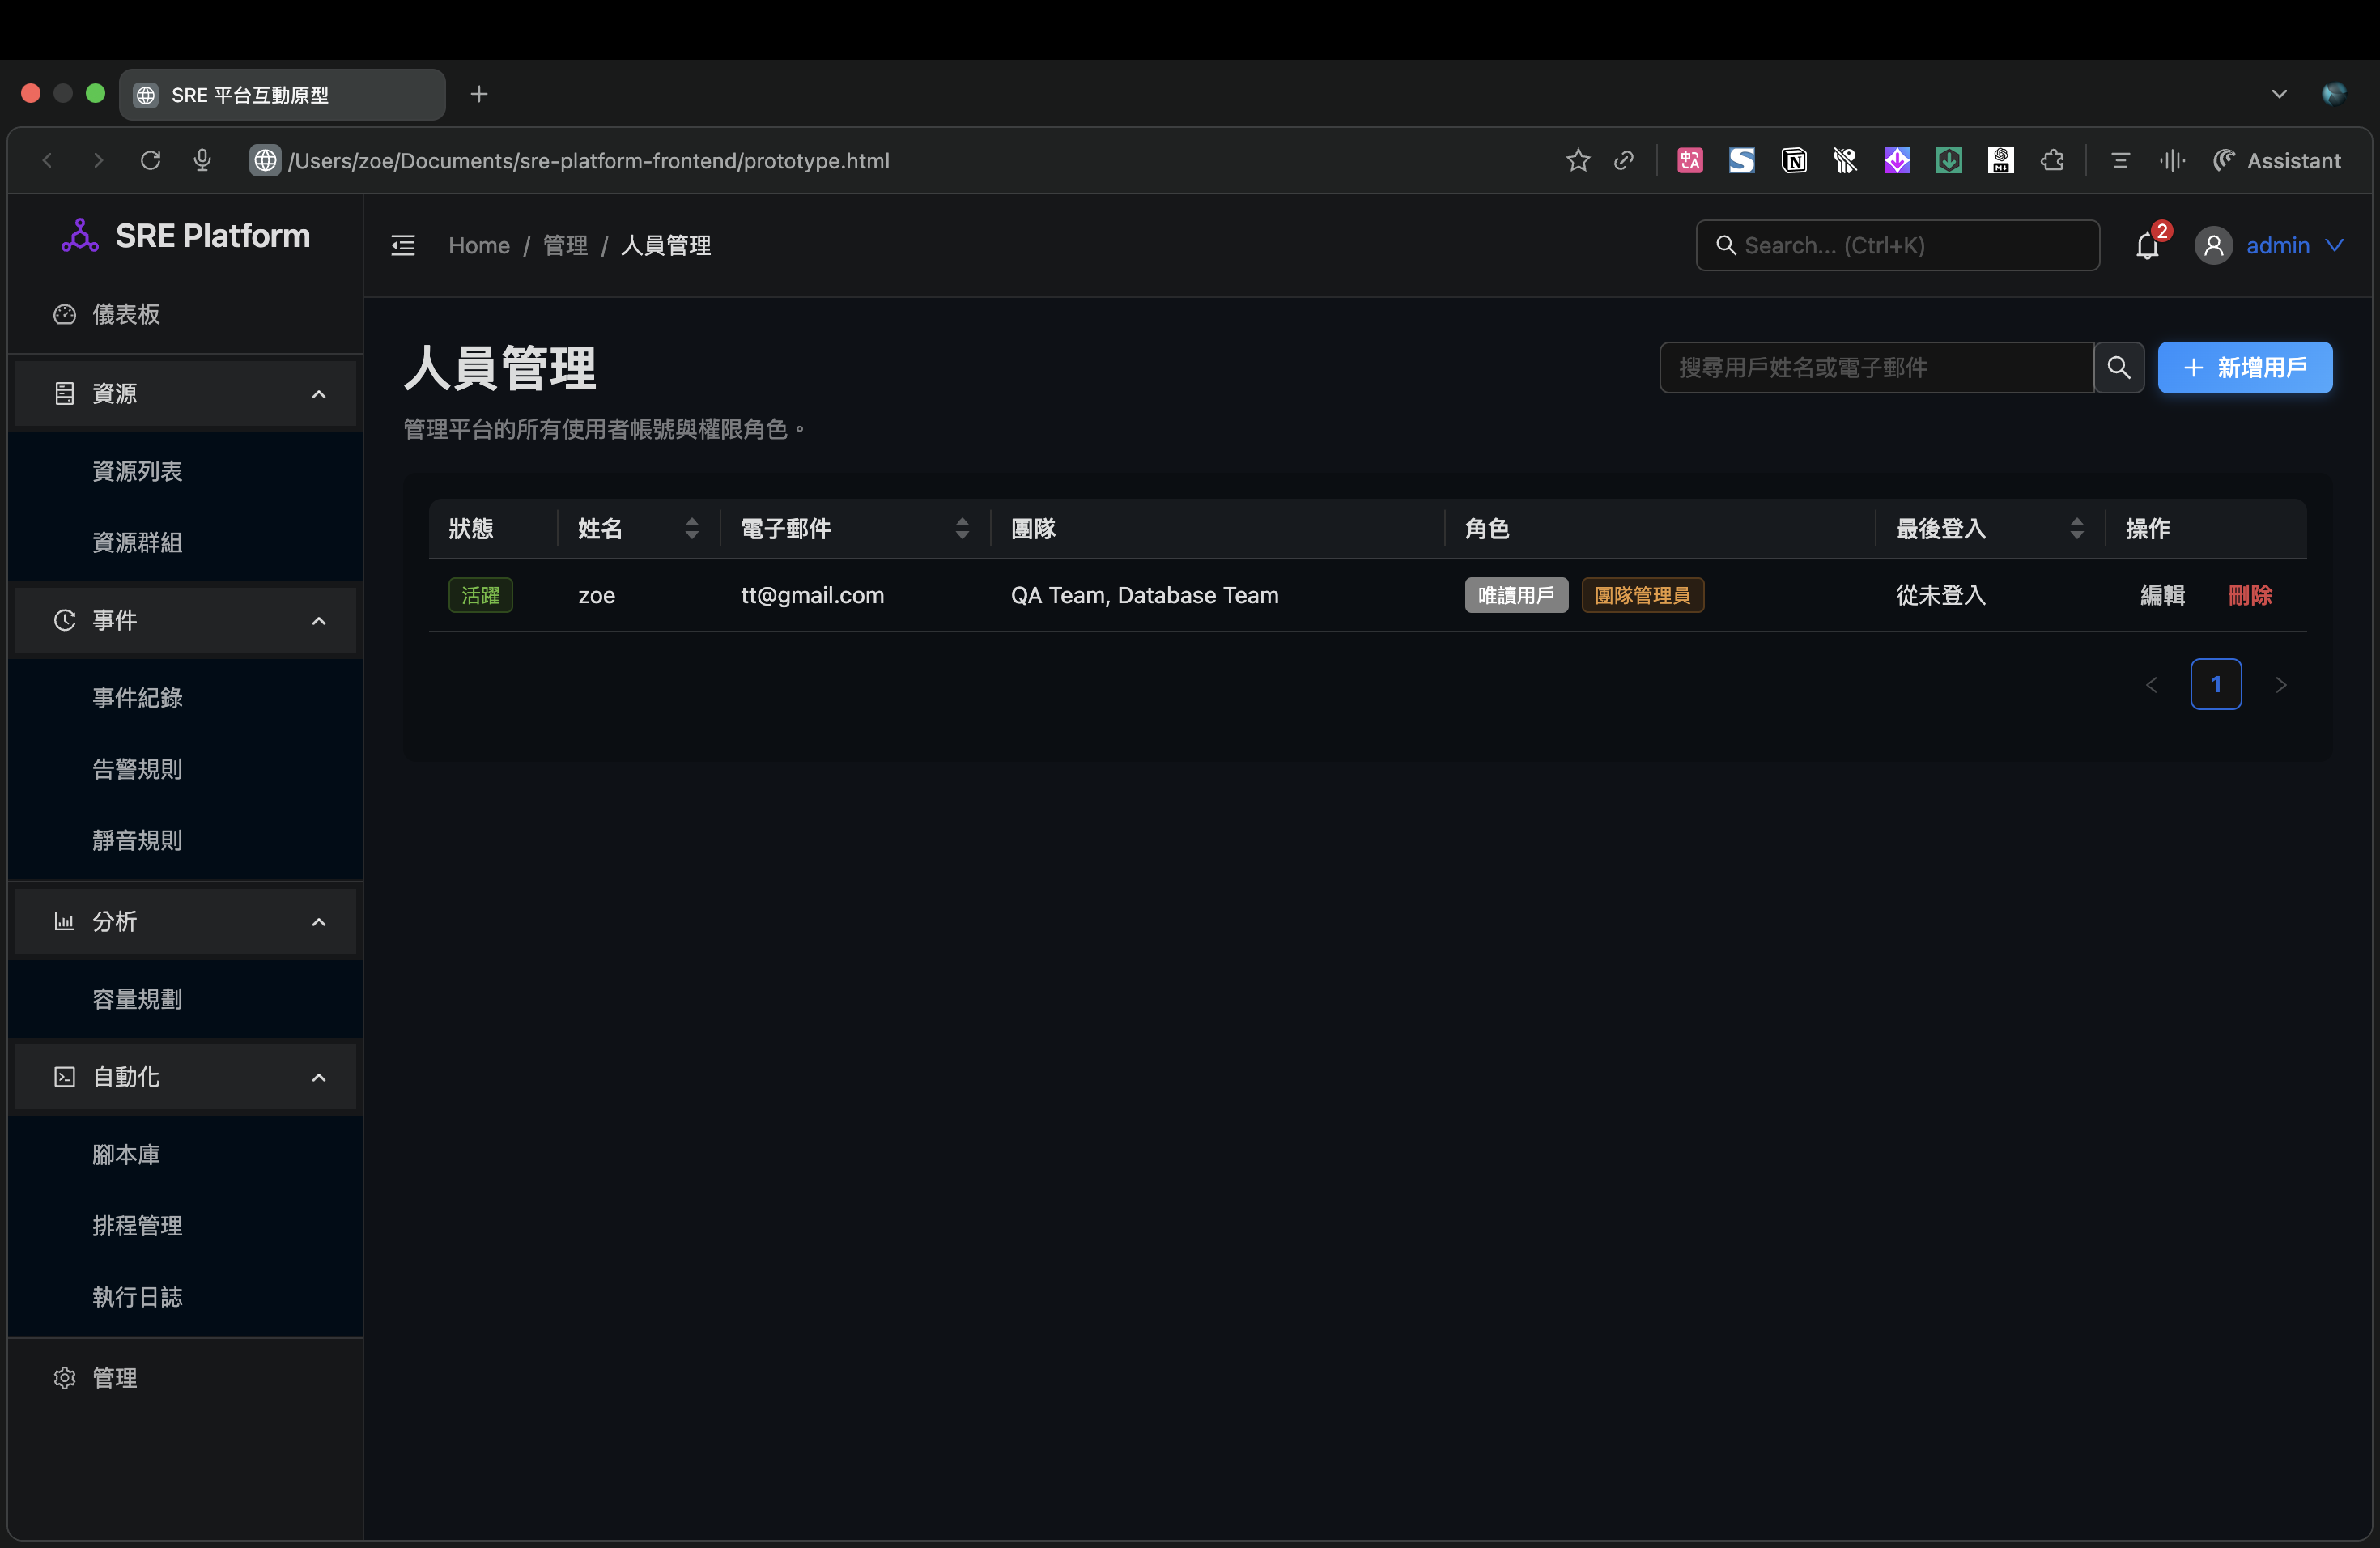 SRE 平台互動原型
/Users/zoe/Documents/sre-platform-frontend/prototype.html
Assistant
SRE Platform
Home / 管理 / 人員管理
Search... (Ctrl+K)
2
admin
儀表板
資源
資源列表
資源群組
事件
事件紀錄
告警規則
靜音規則
分析
容量規劃
自動化
腳本庫
排程管理
執行日誌
管理
人員管理
搜尋用戶姓名或電子郵件
新增用戶
管理平台的所有使用者帳號與權限角色。
狀態 姓名 電子郵件 團隊 角色 最後登入 操作
活躍 zoe tt@gmail.com QA Team, Database Team 唯讀用戶 團隊管理員 從未登入 編輯 刪除
1